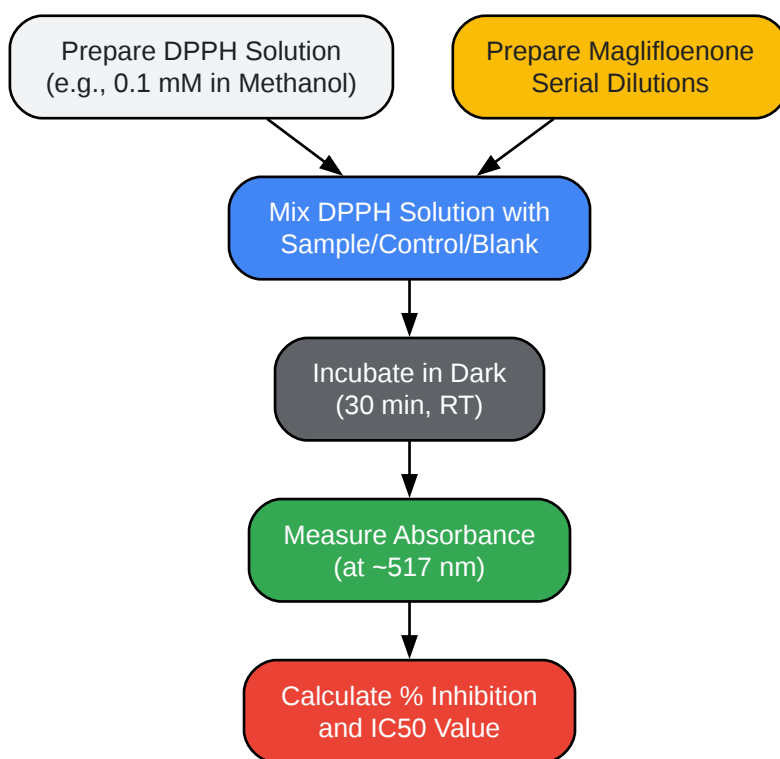 Prepare DPPH Solution
(e.g., 0.1 mM in Methanol)
Prepare Maglifloenone
Serial Dilutions
Mix DPPH Solution with
Sample/Control/Blank
Incubate in Dark
(30 min, RT)
Measure Absorbance
(at ~517 nm)
Calculate % Inhibition
and IC50 Value